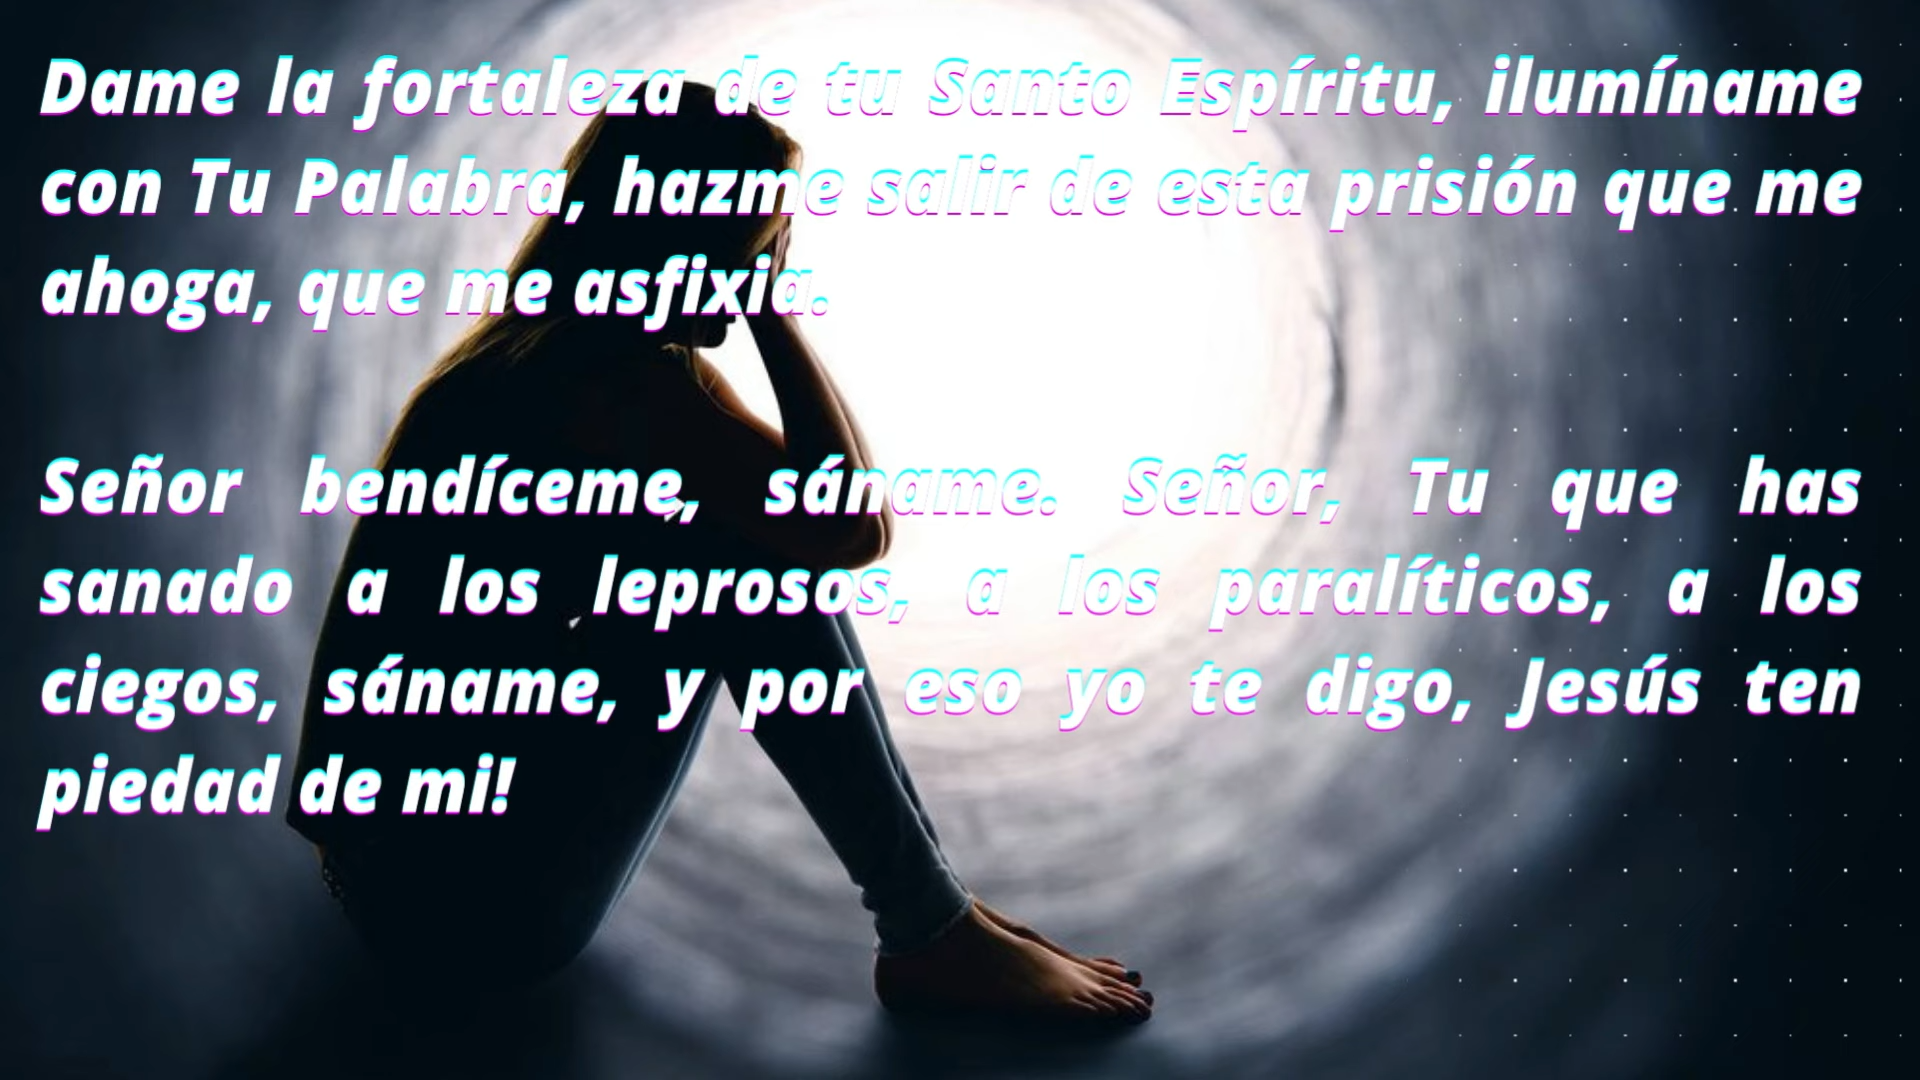 Dame la fortaleza de tu Santo Espíritu, ilumíname
con Tu Palabra, hazme salir de esta prisión que me
ahoga, que me asfixia.
Señor bendíceme, sáname. Señor, Tu que has
sanado a los leprosos, a los paralíticos, a los
ciegos, sáname, y por eso yo te digo, Jesús ten
piedad de mi!